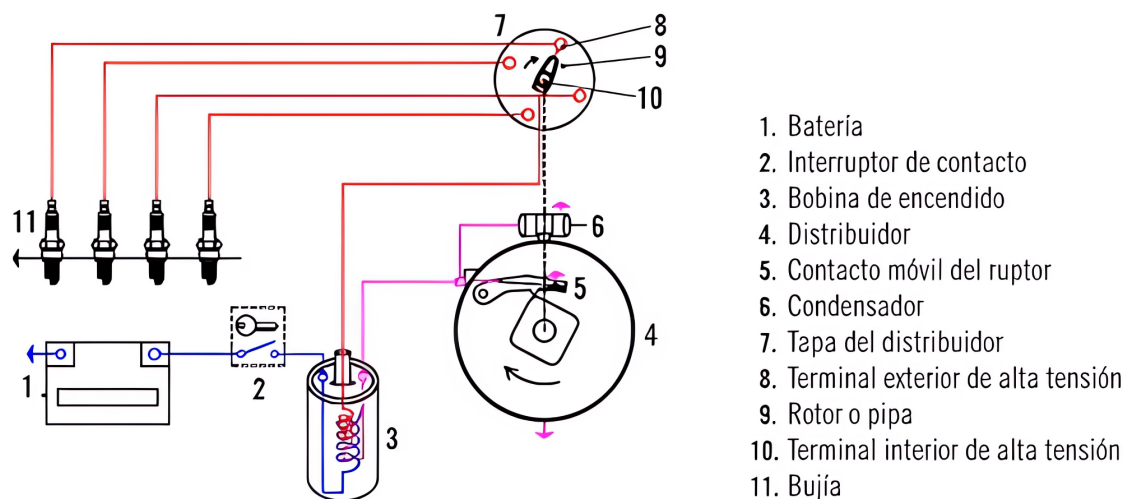 7
8
9
10
11
6
5
4
1
2
3
1. Batería
2. Interruptor de contacto
3. Bobina de encendido
4. Distribuidor
5. Contacto móvil del ruptor
6. Condensador
7. Tapa del distribuidor
8. Terminal exterior de alta tensión
9. Rotor o pipa
10. Terminal interior de alta tensión
11. Bujía